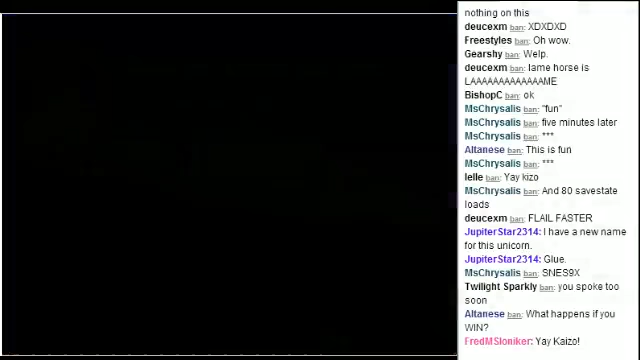 nothing on this
deucexm ban: XDXDXD
Freestyles ban: Oh wow.
Gearshy ban: Welp.
deucexm ban: lame horse is
LAAAAAAAAAAAAAME
BishopC ban: ok
MsChrysalis ban: "fun"
MsChrysalis ban: five minutes later
MsChrysalis ban: ***
Altanese ban: This is fun
MsChrysalis ban: ***
lelle ban: Yay kizo
MsChrysalis ban: And 80 savestate
loads
deucexm ban: FLAIL FASTER
JupiterStar2314: I have a new name
for this unicorn.
JupiterStar2314: Glue.
MsChrysalis ban: SNES9X
Twilight Sparkly ban: you spoke too
soon
Altanese ban: What happens if you
WIN?
FredMSloniker: Yay Kaizo!